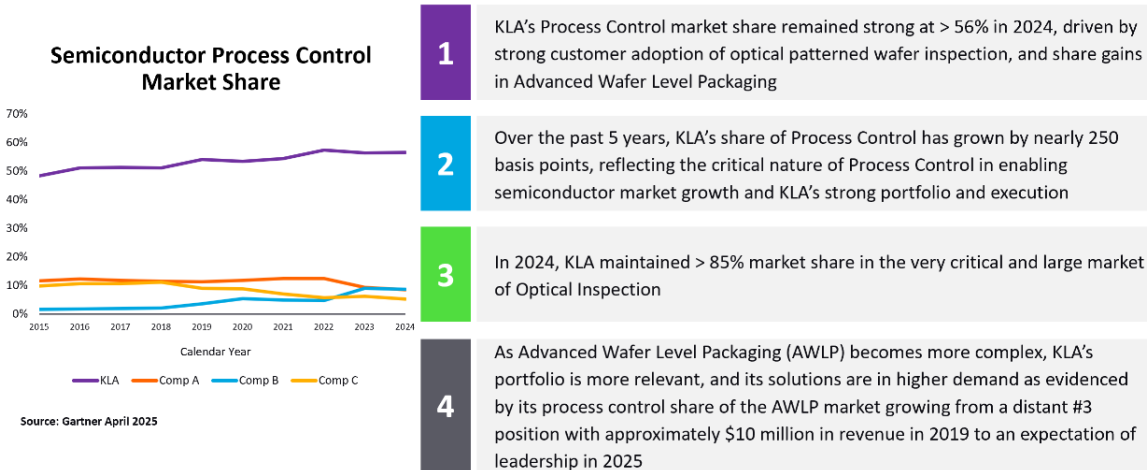 Semiconductor Process Control
Market Share
70%
60%
50%
40%
30%
20%
10%
0%
2015 2016 2017 2018 2019 2020 2021 2022 2023 2024
Calendar Year
KLA Comp A Comp B Comp C
Source: Gartner April 2025
1
KLA’s Process Control market share remained strong at > 56% in 2024, driven by
strong customer adoption of optical patterned wafer inspection, and share gains
in Advanced Wafer Level Packaging
2
Over the past 5 years, KLA’s share of Process Control has grown by nearly 250
basis points, reflecting the critical nature of Process Control in enabling
semiconductor market growth and KLA’s strong portfolio and execution
3
In 2024, KLA maintained > 85% market share in the very critical and large market
of Optical Inspection
4
As Advanced Wafer Level Packaging (AWLP) becomes more complex, KLA’s
portfolio is more relevant, and its solutions are in higher demand as evidenced
by its process control share of the AWLP market growing from a distant #3
position with approximately $10 million in revenue in 2019 to an expectation of
leadership in 2025